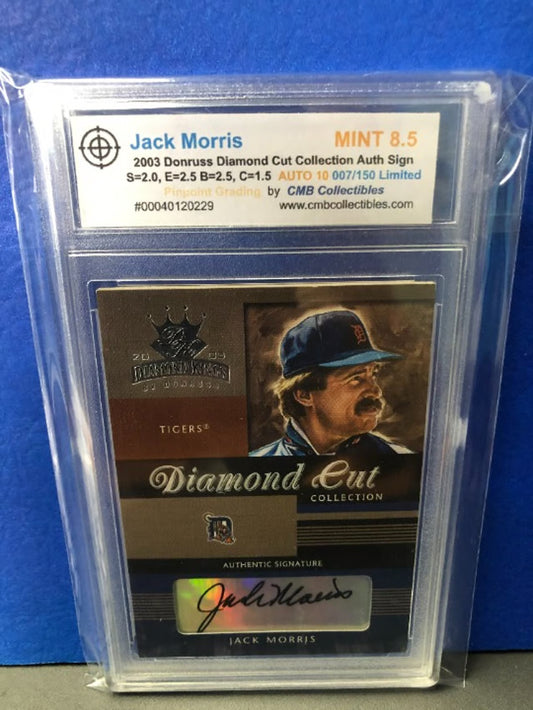 Jack Morris MINT 8.5
2003 Donruss Diamond Cut Collection Auth Sign
S=2.0, E=2.5 B=2.5, C=1.5 AUTO 10 007/150 Limited
Pinpoint Grading by CMB Collectibles
#00040120229 www.cmbcollectibles.com
20 03
DIAMOND KINGS
BY DONRUSS
TIGERS®
Diamond Cut
COLLECTION
D
AUTHENTIC SIGNATURE
Jack Morris
JACK MORRIS